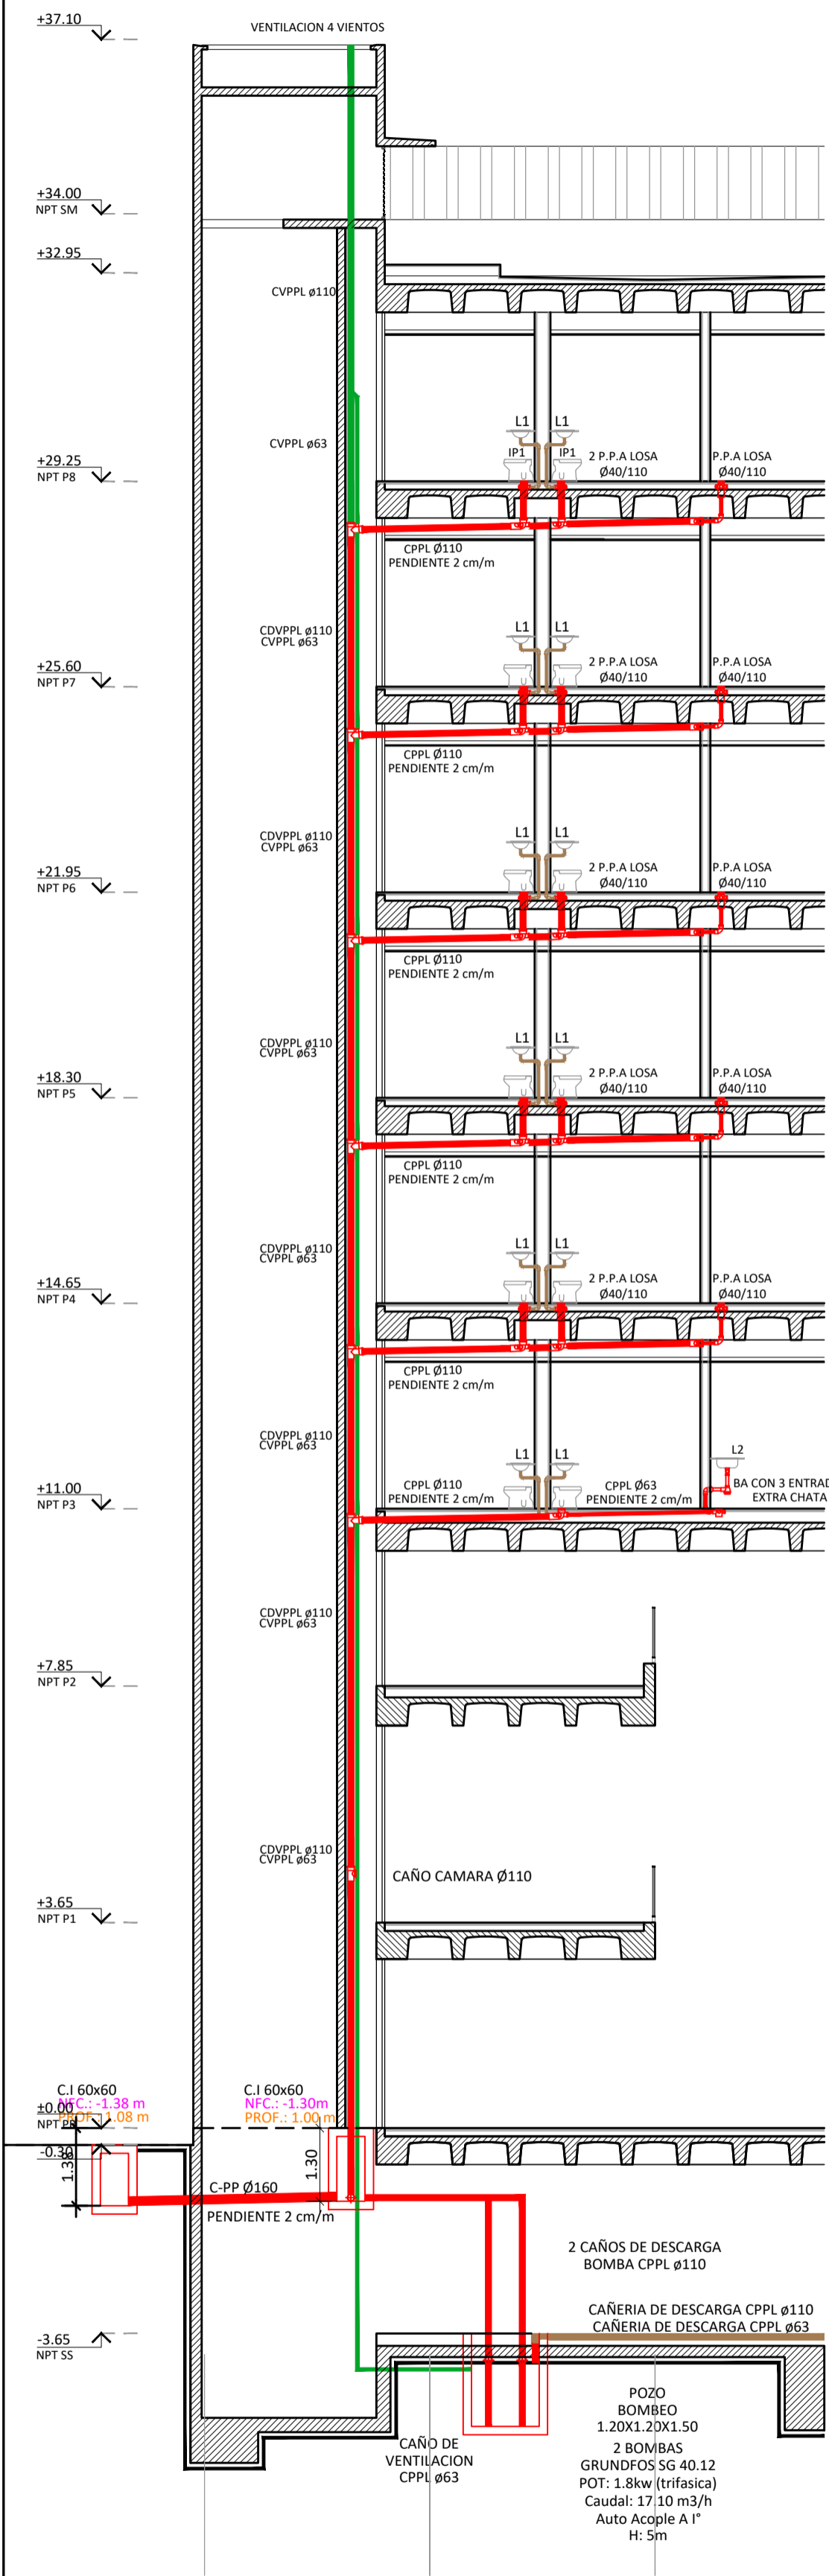 +37.10
VENTILACION 4 VIENTOS
+34.00
NPT SM
+32.95
CVPPL ø110
CVPPL ø63
L1 L1
IP1 IP1
2 P.P.A LOSA
Ø40/110
P.P.A LOSA
Ø40/110
+29.25
NPT P8
CPPL Ø110
PENDIENTE 2 cm/m
CDVPPL ø110
CVPPL ø63
L1 L1
2 P.P.A LOSA
Ø40/110
P.P.A LOSA
Ø40/110
+25.60
NPT P7
CPPL Ø110
PENDIENTE 2 cm/m
CDVPPL ø110
CVPPL ø63
L1 L1
2 P.P.A LOSA
Ø40/110
P.P.A LOSA
Ø40/110
+21.95
NPT P6
CPPL Ø110
PENDIENTE 2 cm/m
CDVPPL ø110
CVPPL ø63
L1 L1
2 P.P.A LOSA
Ø40/110
P.P.A LOSA
Ø40/110
+18.30
NPT P5
CPPL Ø110
PENDIENTE 2 cm/m
CDVPPL ø110
CVPPL ø63
L1 L1
2 P.P.A LOSA
Ø40/110
P.P.A LOSA
Ø40/110
+14.65
NPT P4
CPPL Ø110
PENDIENTE 2 cm/m
CDVPPL ø110
CVPPL ø63
L1 L1
L2
CPPL Ø110
PENDIENTE 2 cm/m
CPPL Ø63
PENDIENTE 2 cm/m
BA CON 3 ENTRAD
EXTRA CHATA
+11.00
NPT P3
CDVPPL ø110
CVPPL ø63
+7.85
NPT P2
CDVPPL ø110
CVPPL ø63
CAÑO CAMARA Ø110
+3.65
NPT P1
C.I 60x60
NFC.: -1.38 m
PROF.: 1.08 m
C.I 60x60
NFC.: -1.30m
PROF.: 1.00 m
±0.00
NPT PB
-0.30
1.38
1.30
C-PP Ø160
PENDIENTE 2 cm/m
2 CAÑOS DE DESCARGA
BOMBA CPPL ø110
CAÑERIA DE DESCARGA CPPL ø110
CAÑERIA DE DESCARGA CPPL ø63
-3.65
NPT SS
CAÑO DE
VENTILACION
CPPL ø63
POZO
BOMBEO
1.20X1.20X1.50
2 BOMBAS
GRUNDFOS SG 40.12
POT: 1.8kw (trifasica)
Caudal: 17.10 m3/h
Auto Acople A I°
H: 5m